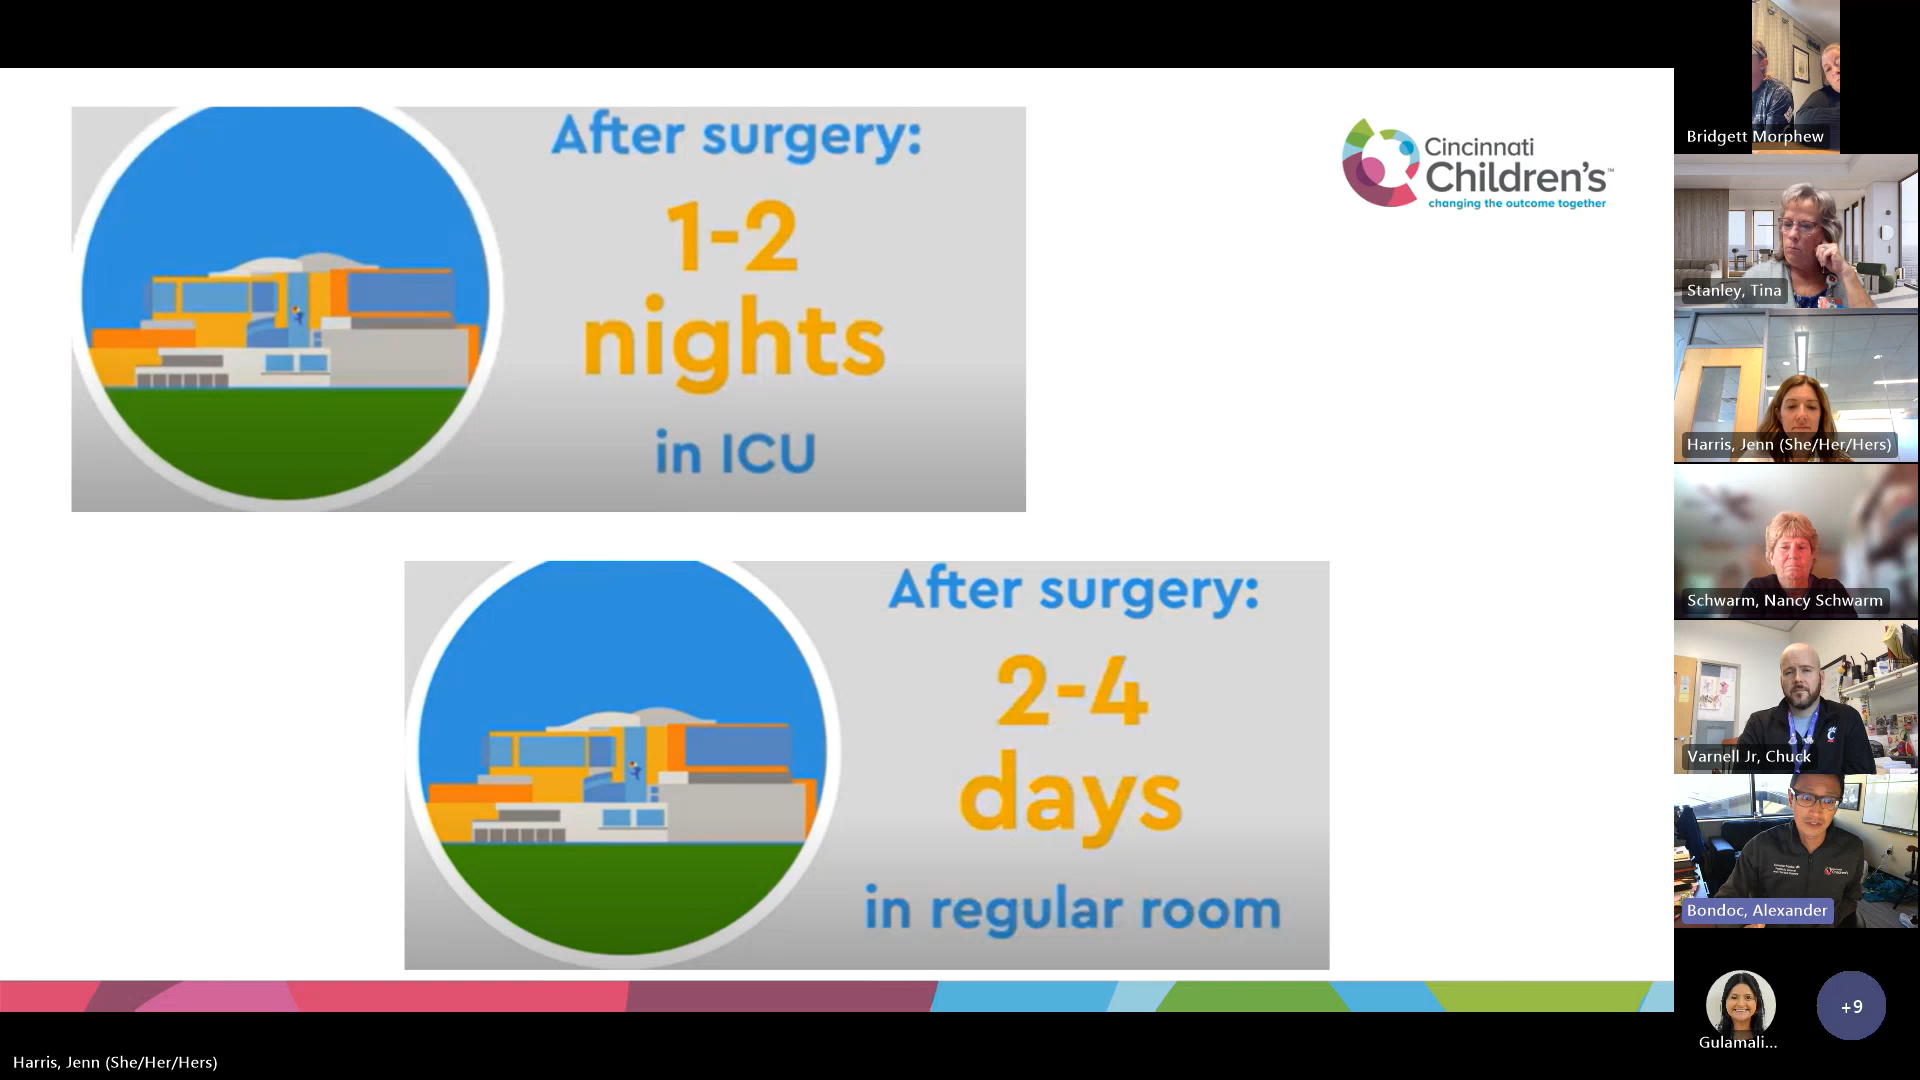 After surgery:
1-2
nights
in ICU
Cincinnati
Children's™
changing the outcome together
After surgery:
2-4
days
in regular room
Bridgett Morphew
Stanley, Tina
Harris, Jenn (She/Her/Hers)
Schwarm, Nancy Schwarm
Varnell Jr, Chuck
Bondoc, Alexander
Gulamali...
+9
Harris, Jenn (She/Her/Hers)